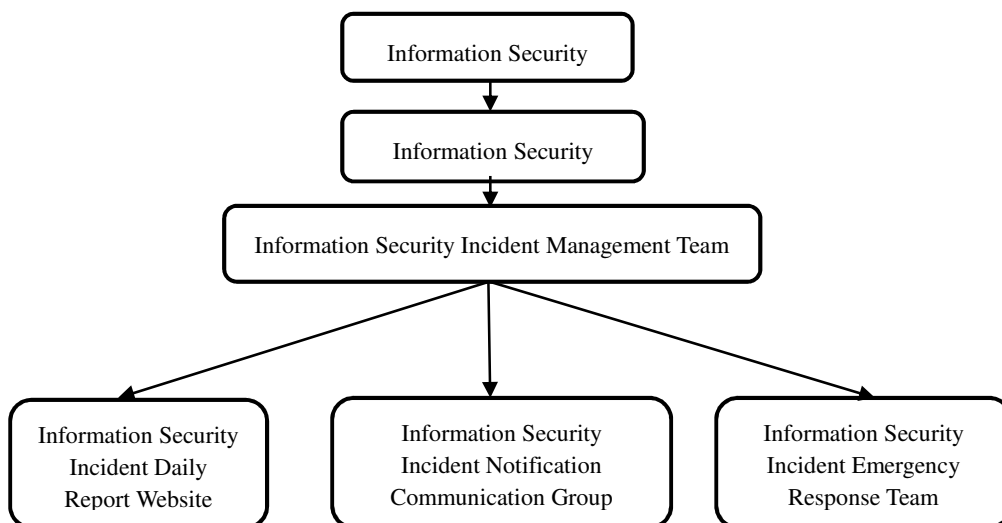 Information Security
Information Security
Information Security Incident Management Team
Information Security
Incident Daily
Report Website
Information Security
Incident Notification
Communication Group
Information Security
Incident Emergency
Response Team